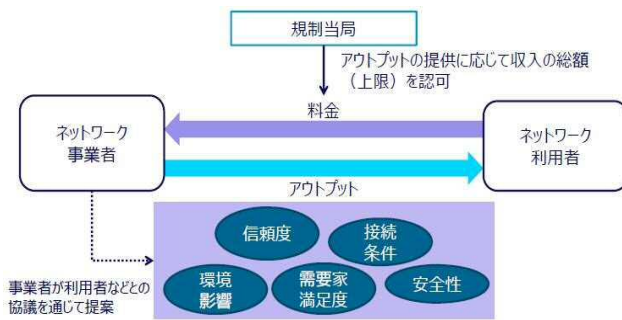 規制当局
アウトプットの提供に応じて収入の総額
（上限）を認可
料金
ネットワーク
事業者
ネットワーク
利用者
アウトプット
信頼度
接続
条件
環境
影響
需要家
満足度
安全性
事業者が利用者などとの
協議を通じて提案